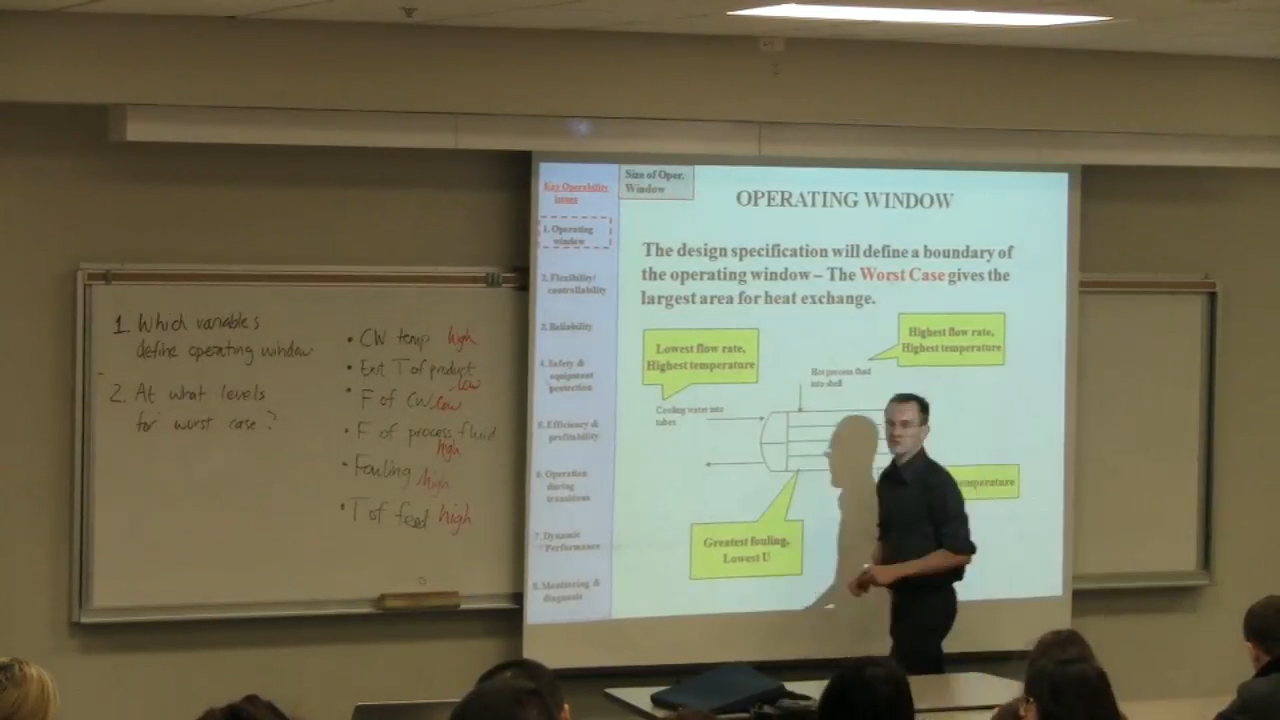 1. Which variables
define operating window
2. At what levels
for worst case?
• CW temp high
• Exit T of product
low
• F of CW low
• F of process fluid
high
• Fouling high
• T of feed high
Key Operability
issues
1. Operating
window
2. Flexibility/
controllability
3. Reliability
4. Safety &
equipment
protection
5. Efficiency &
profitability
6. Operation
during
transitions
7. Dynamic
Performance
8. Monitoring &
diagnosis
Size of Oper.
Window
OPERATING WINDOW
The design specification will define a boundary of
the operating window – The Worst Case gives the
largest area for heat exchange.
Lowest flow rate,
Highest temperature
Highest flow rate,
Highest temperature
Hot process fluid
into shell
Cooling water into
tubes
temperature
Greatest fouling,
Lowest U